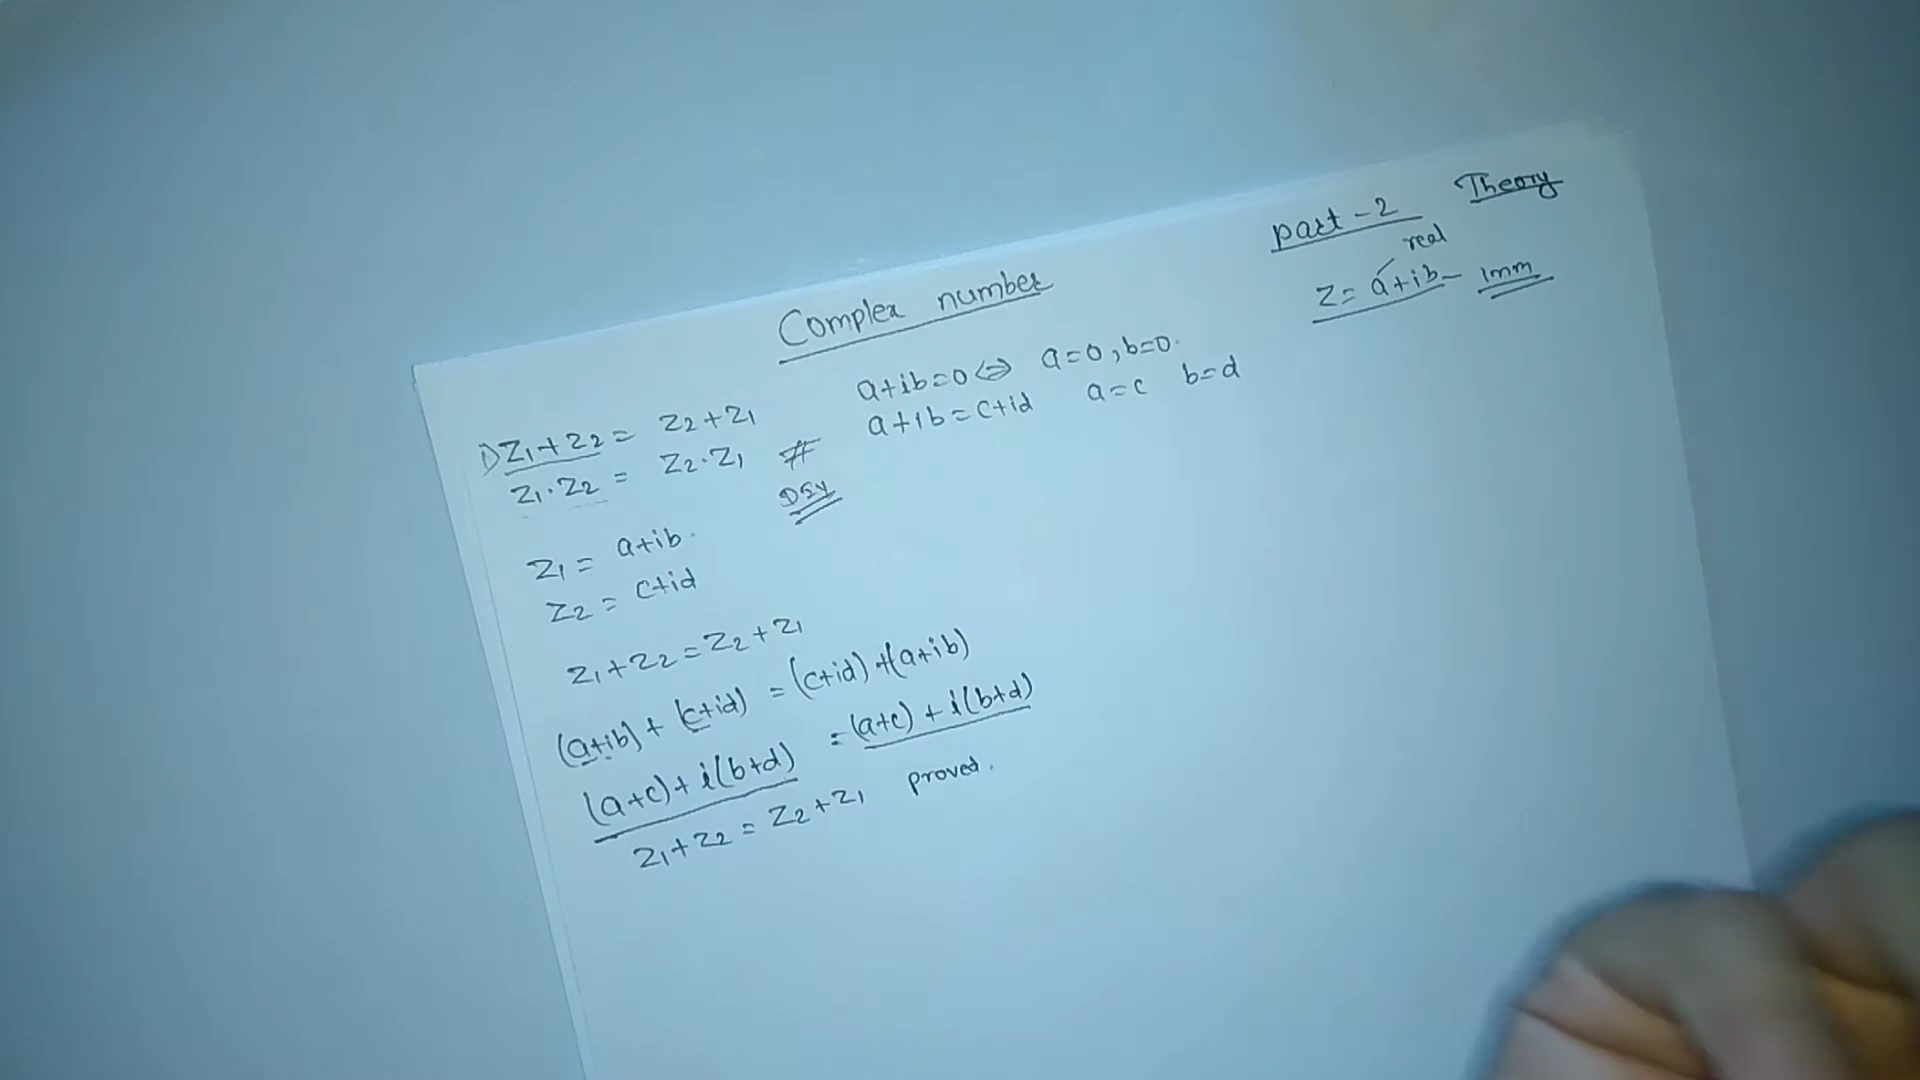 Theory
part - 2
real
Z = a+ib - Imm
Complex number
a+ib=0 ⇔ a=0, b=0.
a+ib = c+id a=c b=d
1) Z1+Z2 = Z2+Z1
Z1·Z2 = Z2·Z1 #
Z1 = a+ib.
Z2 = c+id
Z1+Z2 = Z2+Z1
(a+ib) + (c+id) = (c+id) + (a+ib)
(a+c) + i(b+d) = (a+c) + i(b+d)
Z1+Z2 = Z2+Z1 proved.